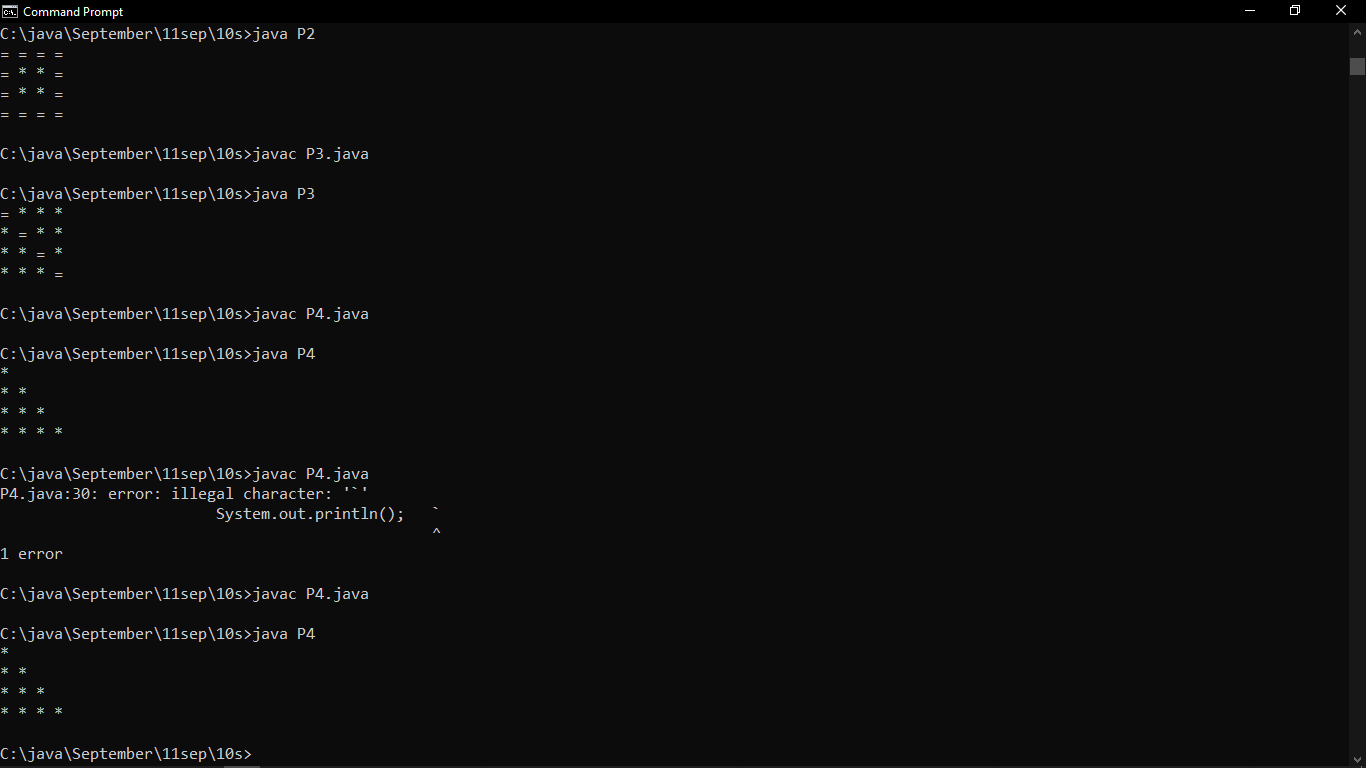 Command Prompt
C:\java\September\11sep\10s>java P2
= = = =
= * * =
= * * =
= = = =
C:\java\September\11sep\10s>javac P3.java
C:\java\September\11sep\10s>java P3
= * * *
* = * *
* * = *
* * * =
C:\java\September\11sep\10s>javac P4.java
C:\java\September\11sep\10s>java P4
*
* *
* * *
* * * *
C:\java\September\11sep\10s>javac P4.java
P4.java:30: error: illegal character: '`'
                        System.out.println();   `
                                                ^
1 error
C:\java\September\11sep\10s>javac P4.java
C:\java\September\11sep\10s>java P4
*
* *
* * *
* * * *
C:\java\September\11sep\10s>